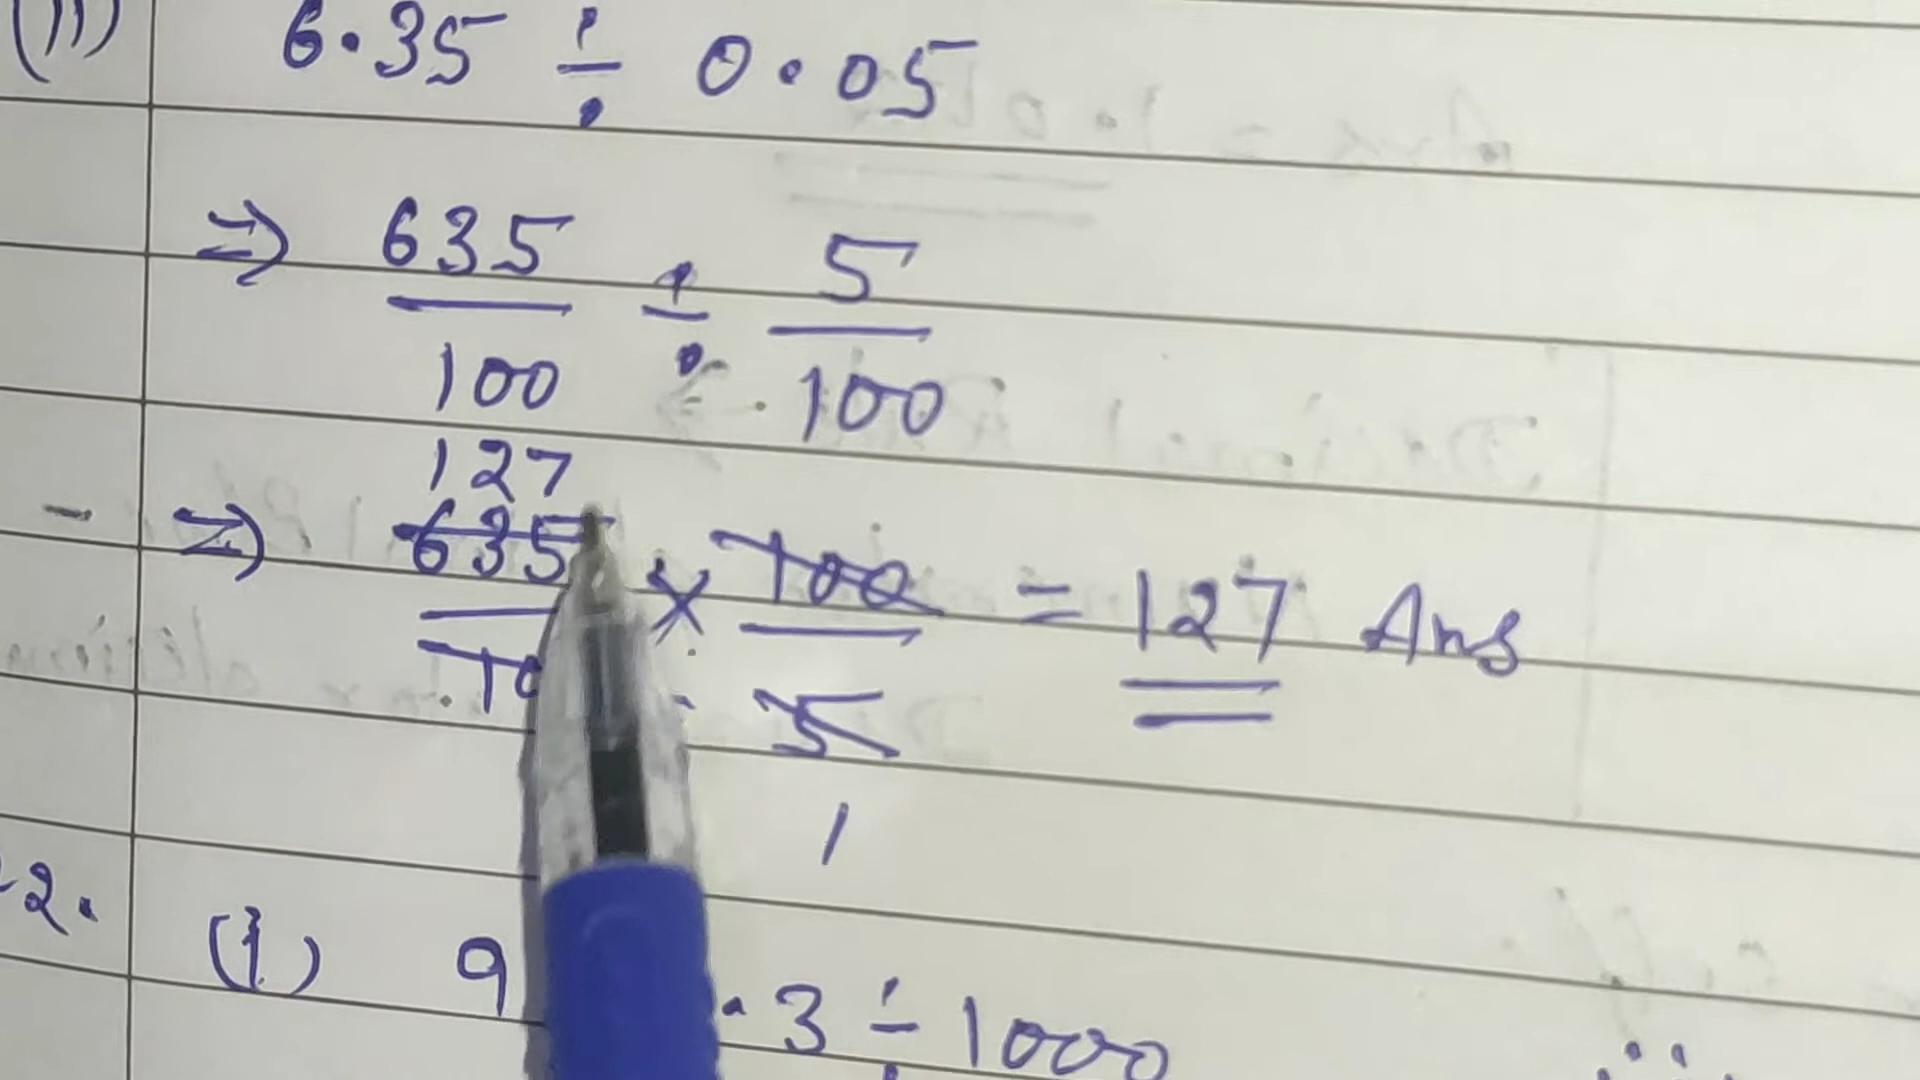 (ii) 6.35 ÷ 0.05
⇒ 635/100 ÷ 5/100
127
- ⇒ 635/10 × 100/5 = 127 Ans
1
2. (i) 9 .3 ÷ 1000